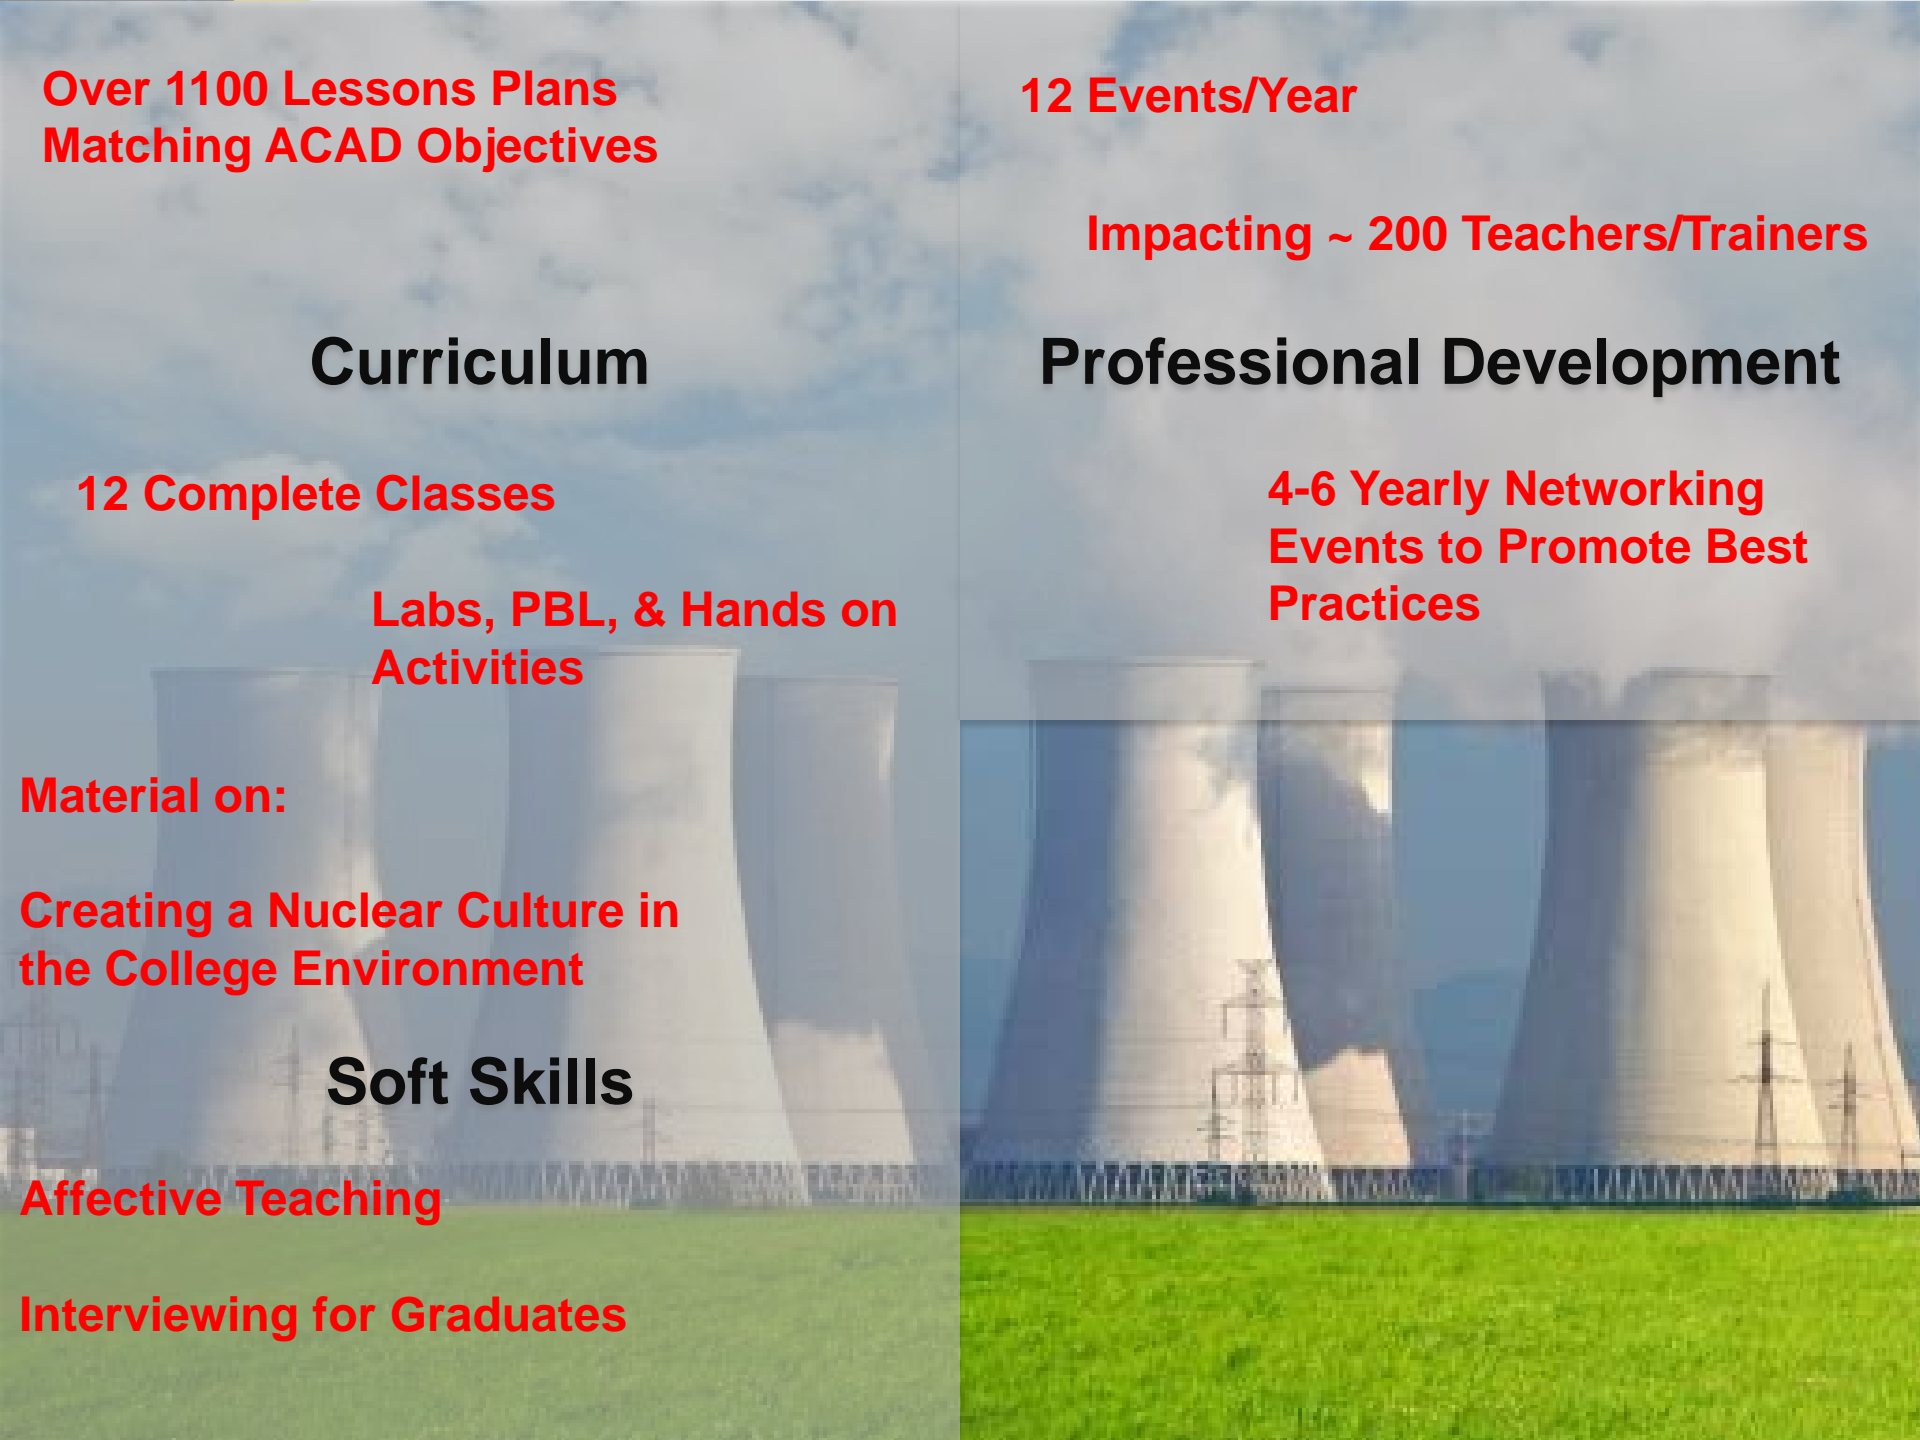 Over 1100 Lessons Plans
Matching ACAD Objectives
Curriculum
12 Complete Classes
Labs, PBL, & Hands on
Activities
12 Events/Year
Impacting ~ 200 Teachers/Trainers
Professional Development
4-6 Yearly Networking
Events to Promote Best
Practices
Material on:
Creating a Nuclear Culture in
the College Environment
Soft Skills
Affective Teaching
Interviewing for Graduates